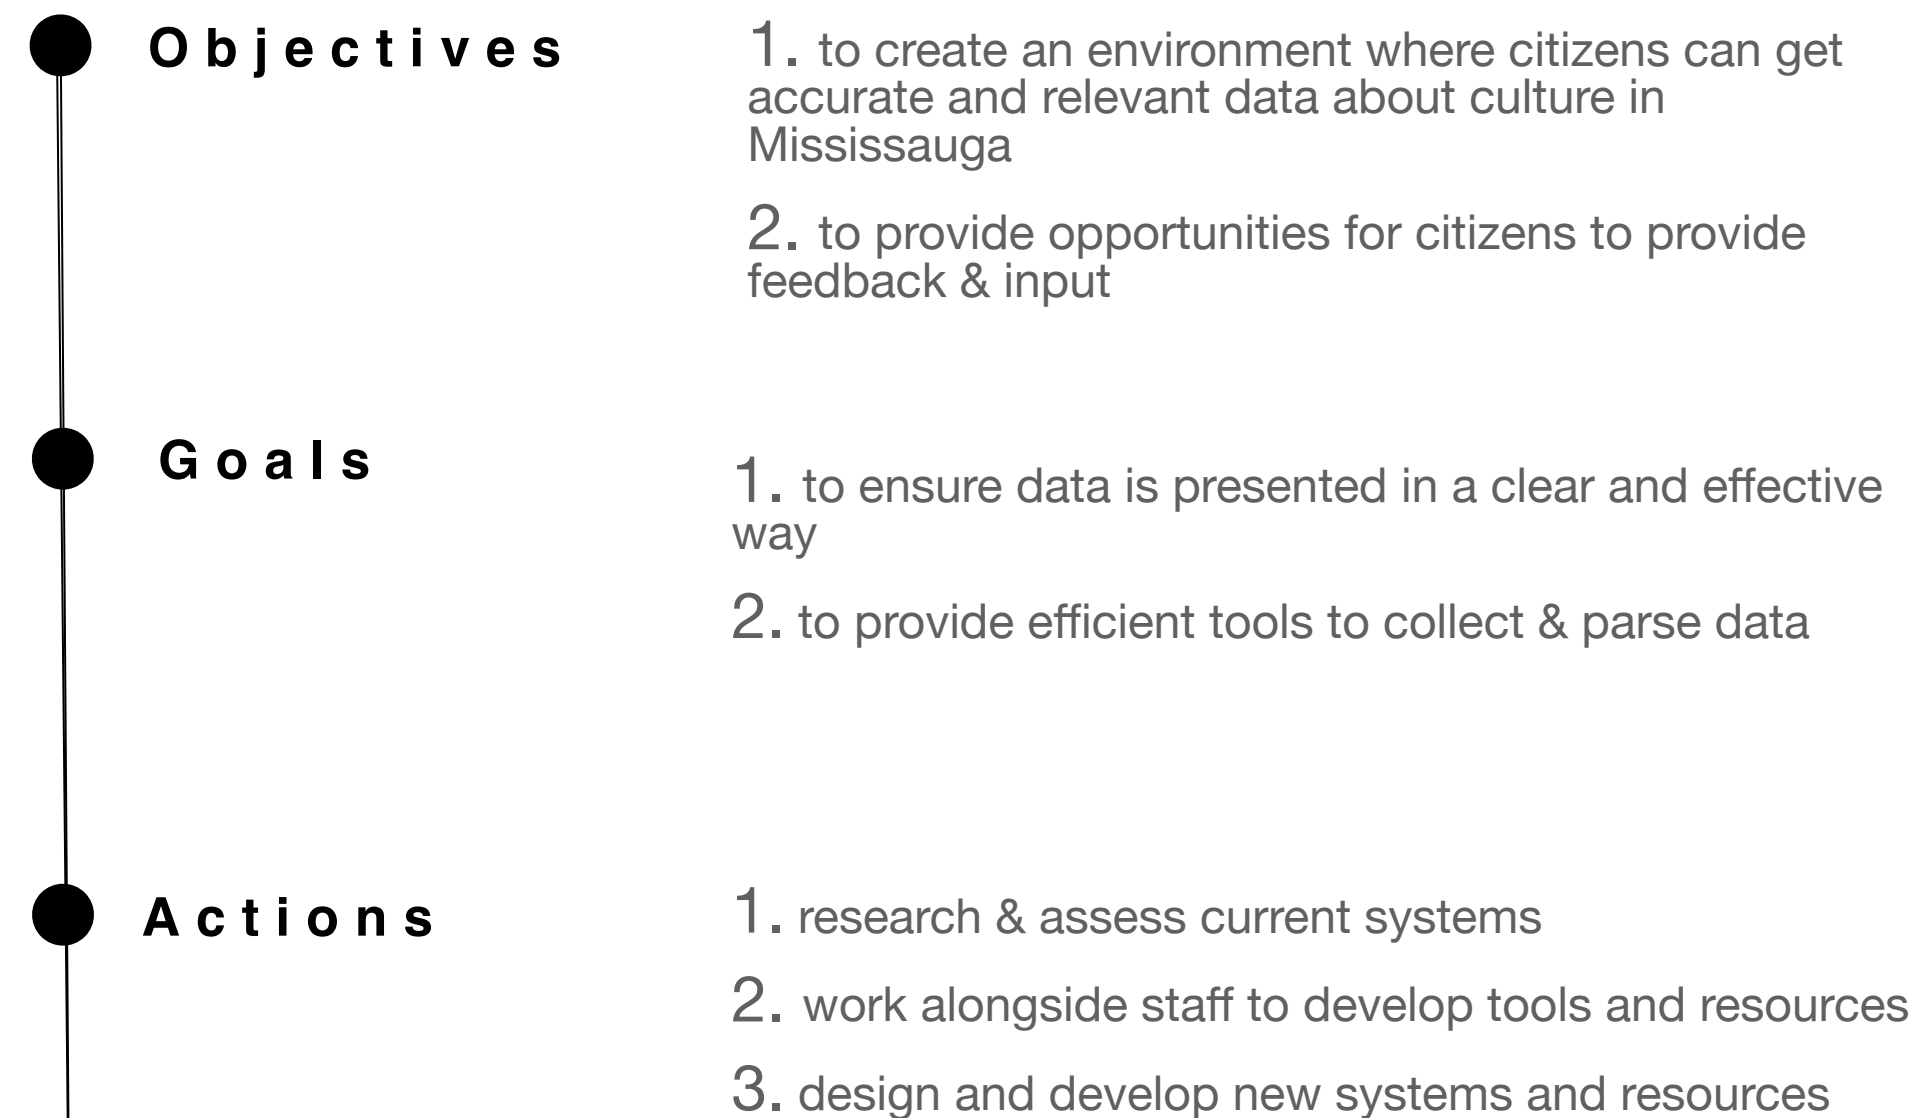 Objectives
1. to create an environment where citizens can get
accurate and relevant data about culture in
Mississauga
2. to provide opportunities for citizens to provide
feedback & input
Goals
1. to ensure data is presented in a clear and effective
way
2. to provide efficient tools to collect & parse data
Actions
1. research & assess current systems
2. work alongside staff to develop tools and resources
3. design and develop new systems and resources